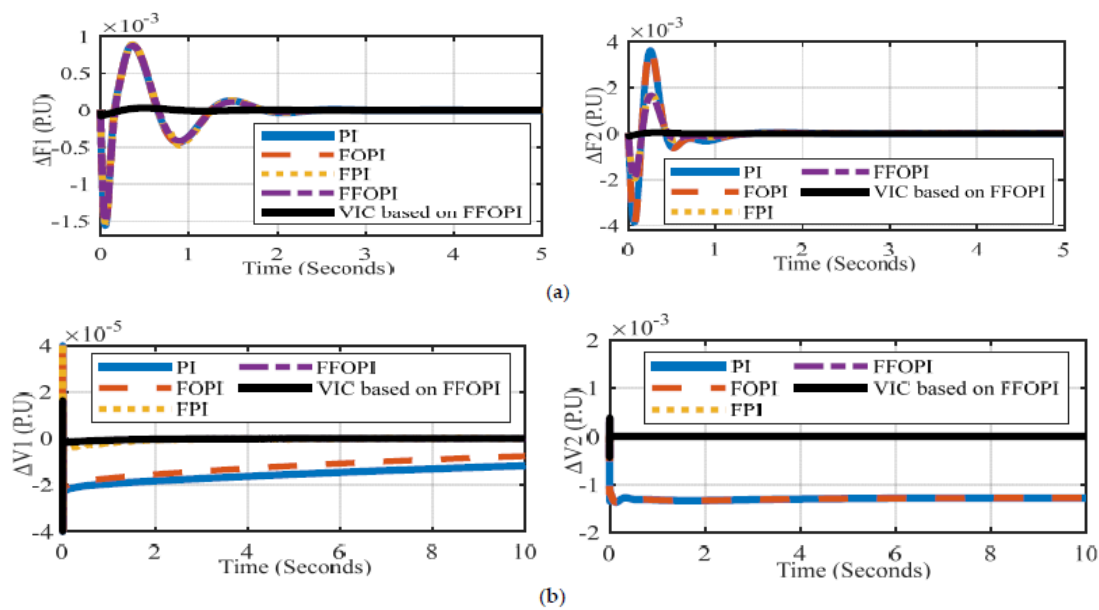 ×10⁻³
1
0.5
0
-0.5
-1
-1.5
ΔF1 (P.U)
PI
FOPI
FPI
FFOPI
VIC based on FFOPI
0 1 2 3 4 5
Time (Seconds)
×10⁻³
4
2
0
-2
-4
ΔF2 (P.U)
PI FFOPI
FOPI VIC based on FFOPI
FPI
0 1 2 3 4 5
Time (Seconds)
(a)
×10⁻⁵
4
2
0
-2
-4
ΔV1 (P.U)
PI FFOPI
FOPI VIC based on FFOPI
FPI
0 2 4 6 8 10
Time (Seconds)
×10⁻³
2
1
0
-1
-2
ΔV2 (P.U)
PI FFOPI
FOPI VIC based on FFOPI
FPI
0 2 4 6 8 10
Time (Seconds)
(b)